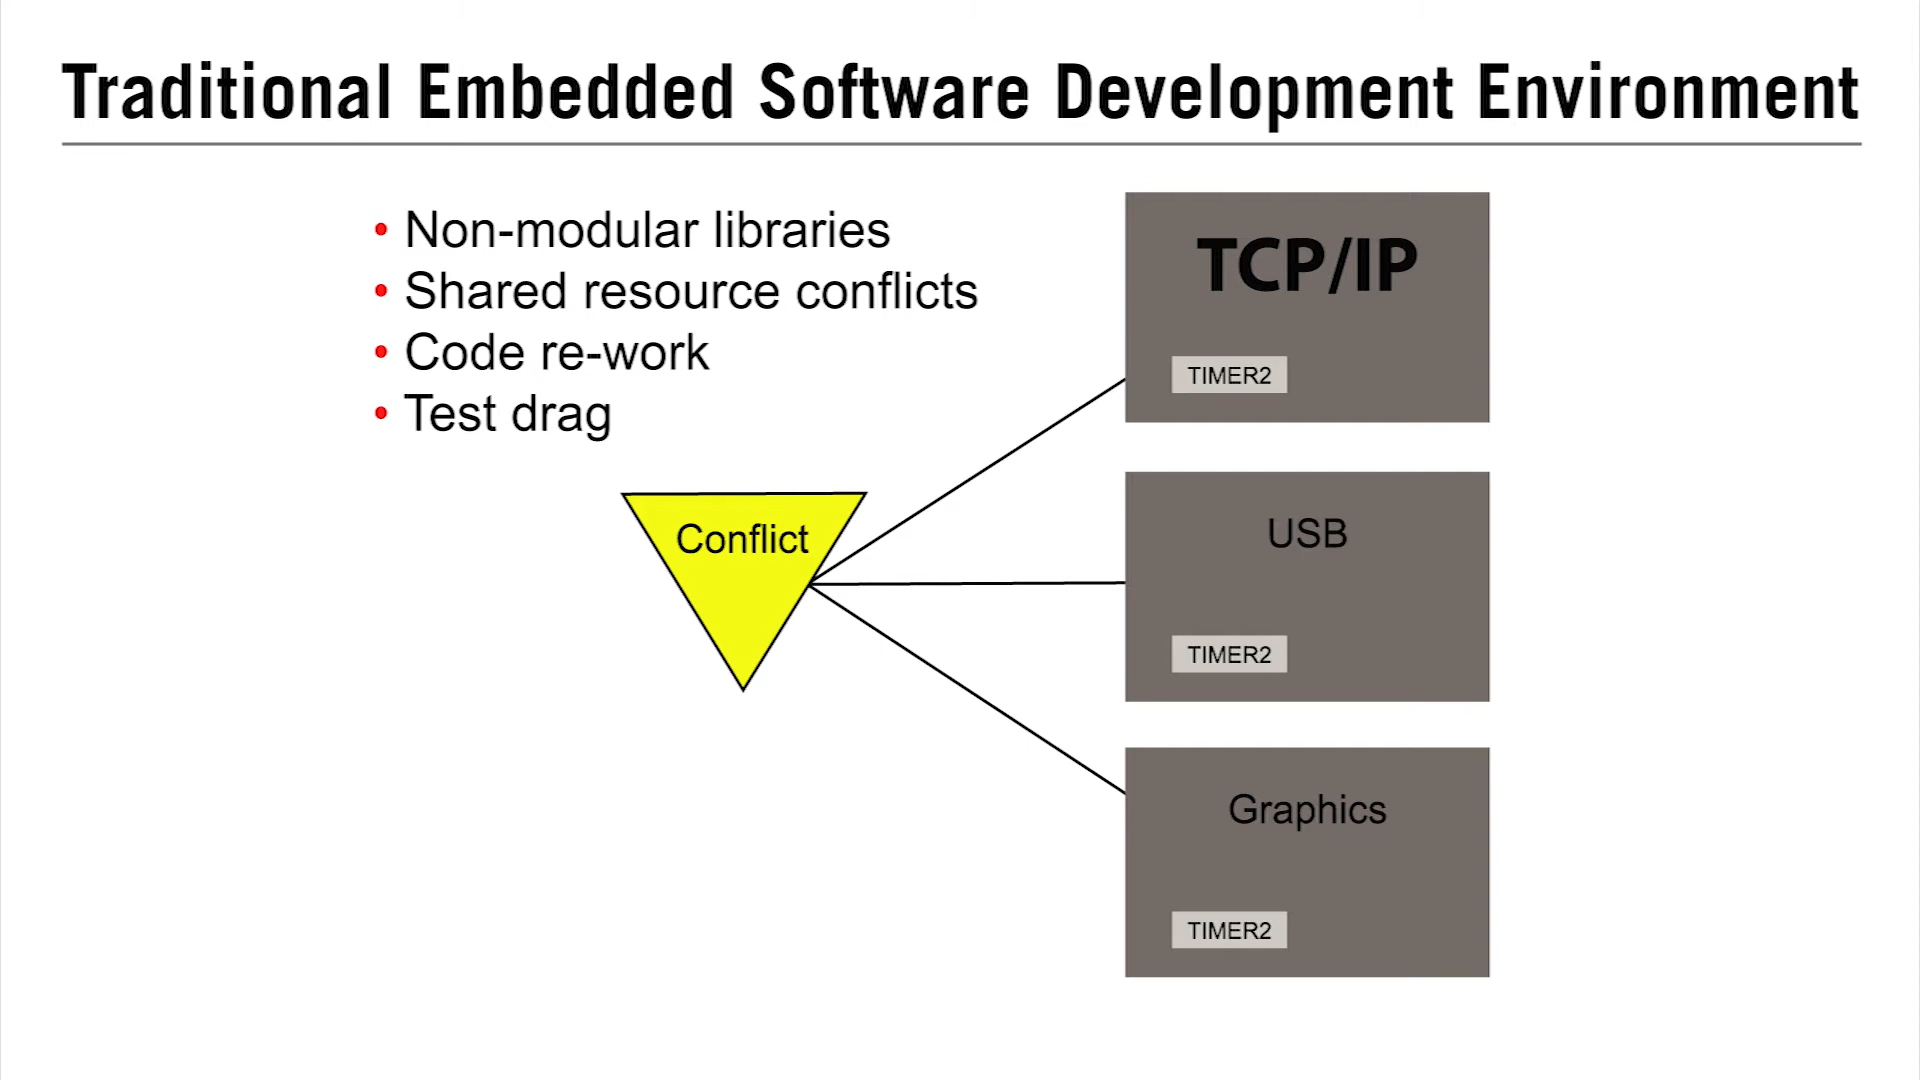 Traditional Embedded Software Development Environment
• Non-modular libraries
• Shared resource conflicts
• Code re-work
• Test drag
Conflict
TCP/IP
TIMER2
USB
TIMER2
Graphics
TIMER2